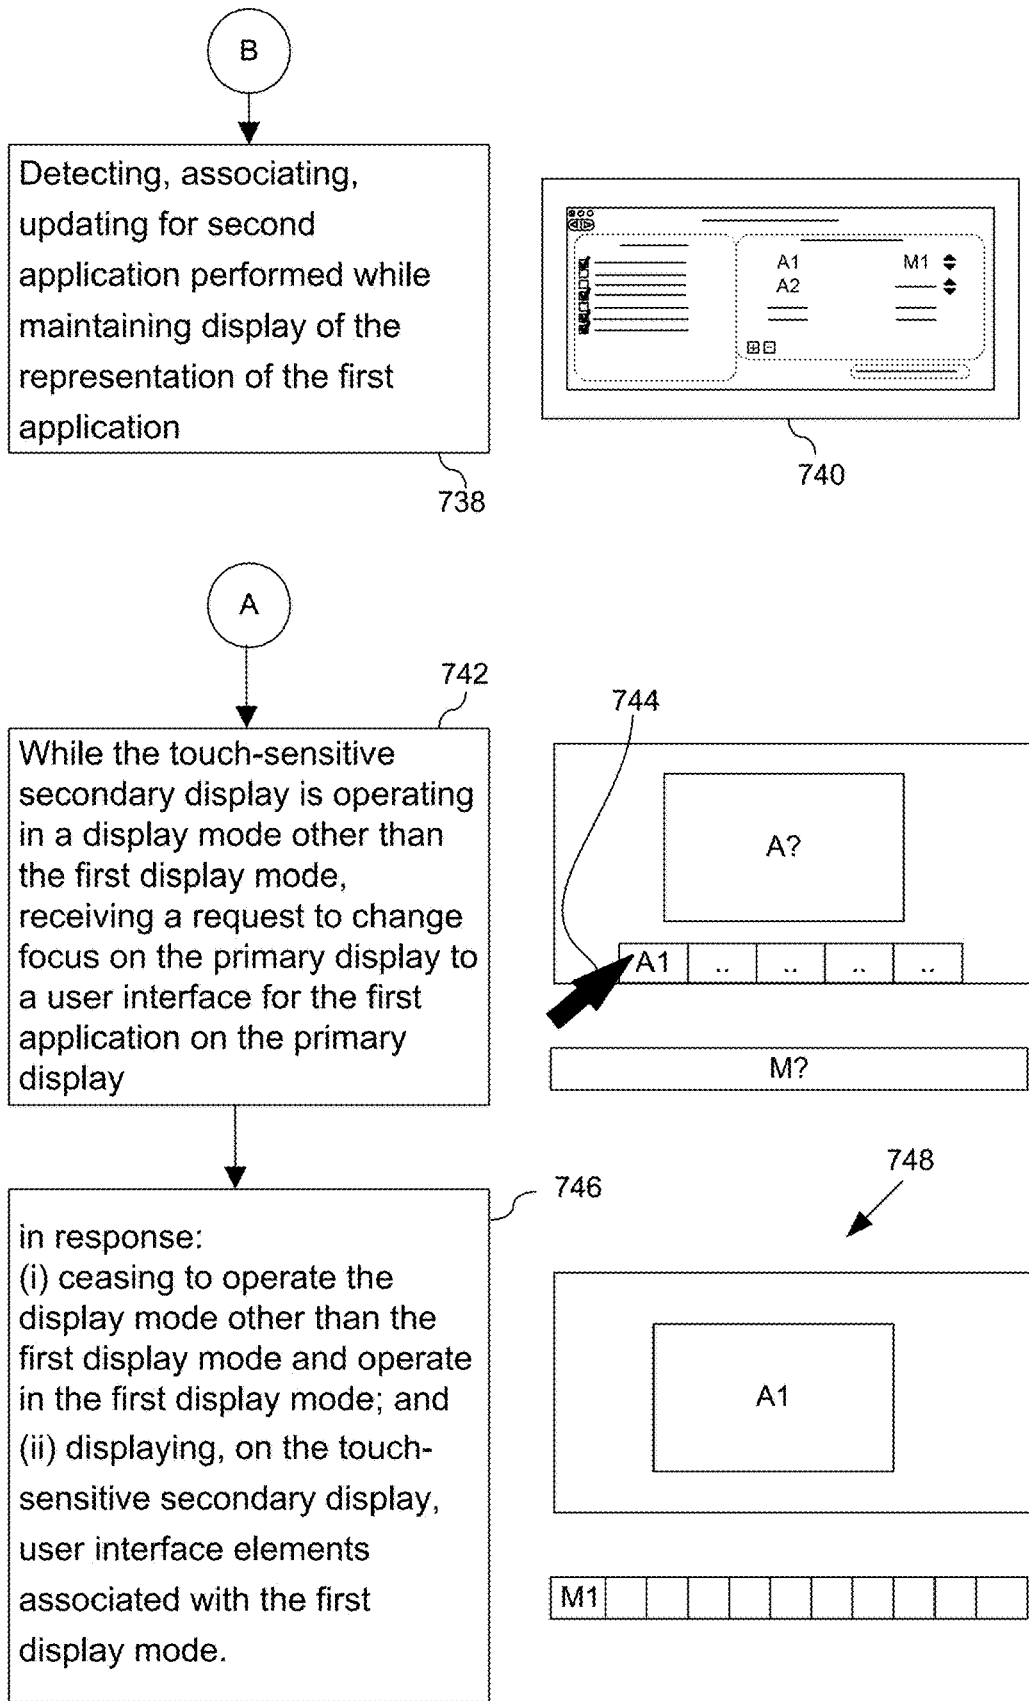 B
Detecting, associating,
updating for second
application performed while
maintaining display of the
representation of the first
application
738
A1 M1
A2
740
A
742
While the touch-sensitive
secondary display is operating
in a display mode other than
the first display mode,
receiving a request to change
focus on the primary display to
a user interface for the first
application on the primary
display
744
A?
A1 .. .. .. ..
M?
746
in response:
(i) ceasing to operate the
display mode other than the
first display mode and operate
in the first display mode; and
(ii) displaying, on the touch-
sensitive secondary display,
user interface elements
associated with the first
display mode.
748
A1
M1